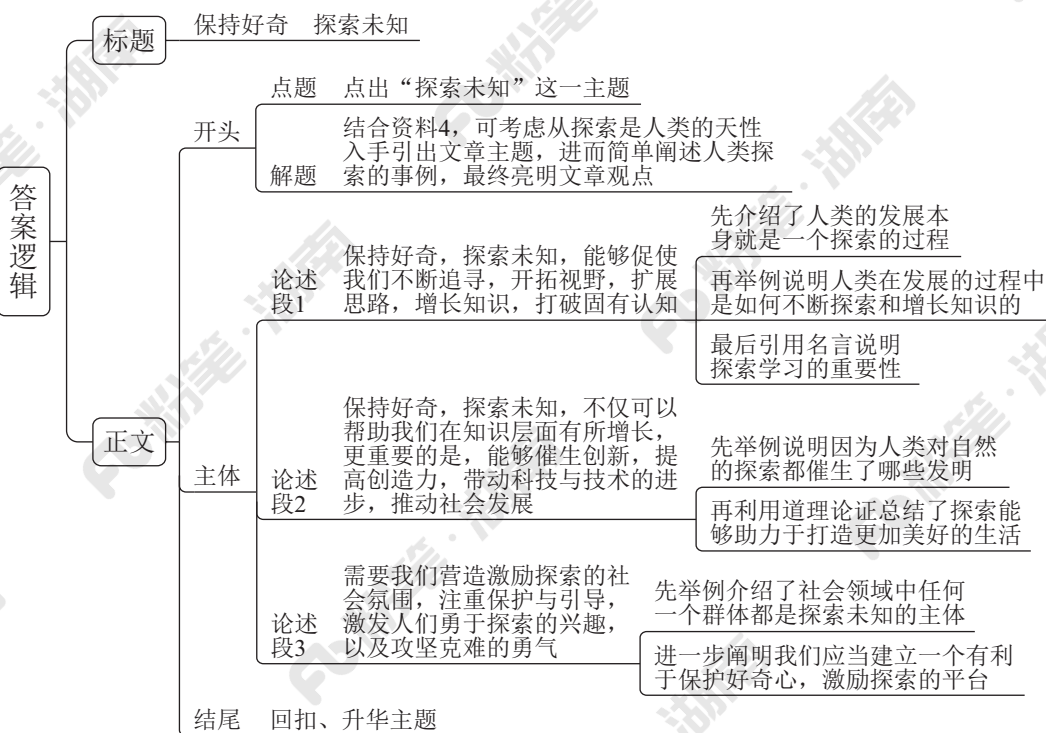 答案逻辑
标题
保持好奇　探索未知
正文
开头
点题
点出“探索未知”这一主题
解题
结合资料4，可考虑从探索是人类的天性
入手引出文章主题，进而简单阐述人类探
索的事例，最终亮明文章观点
主体
论述
段1
保持好奇，探索未知，能够促使
我们不断追寻，开拓视野，扩展
思路，增长知识，打破固有认知
先介绍了人类的发展本
身就是一个探索的过程
再举例说明人类在发展的过程中
是如何不断探索和增长知识的
最后引用名言说明
探索学习的重要性
论述
段2
保持好奇，探索未知，不仅可以
帮助我们在知识层面有所增长，
更重要的是，能够催生创新，提
高创造力，带动科技与技术的进
步，推动社会发展
先举例说明因为人类对自然
的探索都催生了哪些发明
再利用道理论证总结了探索能
够助力于打造更加美好的生活
论述
段3
需要我们营造激励探索的社
会氛围，注重保护与引导，
激发人们勇于探索的兴趣，
以及攻坚克难的勇气
先举例介绍了社会领域中任何
一个群体都是探索未知的主体
进一步阐明我们应当建立一个有利
于保护好奇心，激励探索的平台
结尾
回扣、升华主题
粉笔·湖南